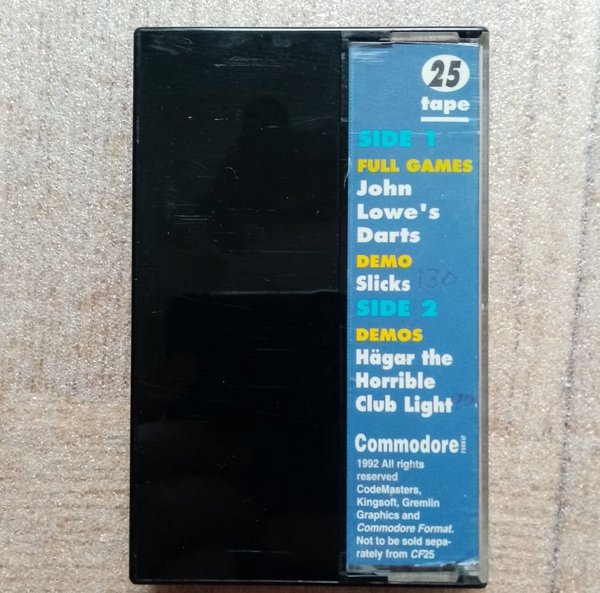 25
tape
SIDE 1
FULL GAMES
John
Lowe's
Darts
DEMO
Slicks 130
SIDE 2
DEMOS
Hägar the
Horrible
Club Light
Commodore FORMAT
1992 All rights
reserved
CodeMasters,
Kingsoft, Gremlin
Graphics and
Commodore Format.
Not to be sold sepa-
rately from CF25